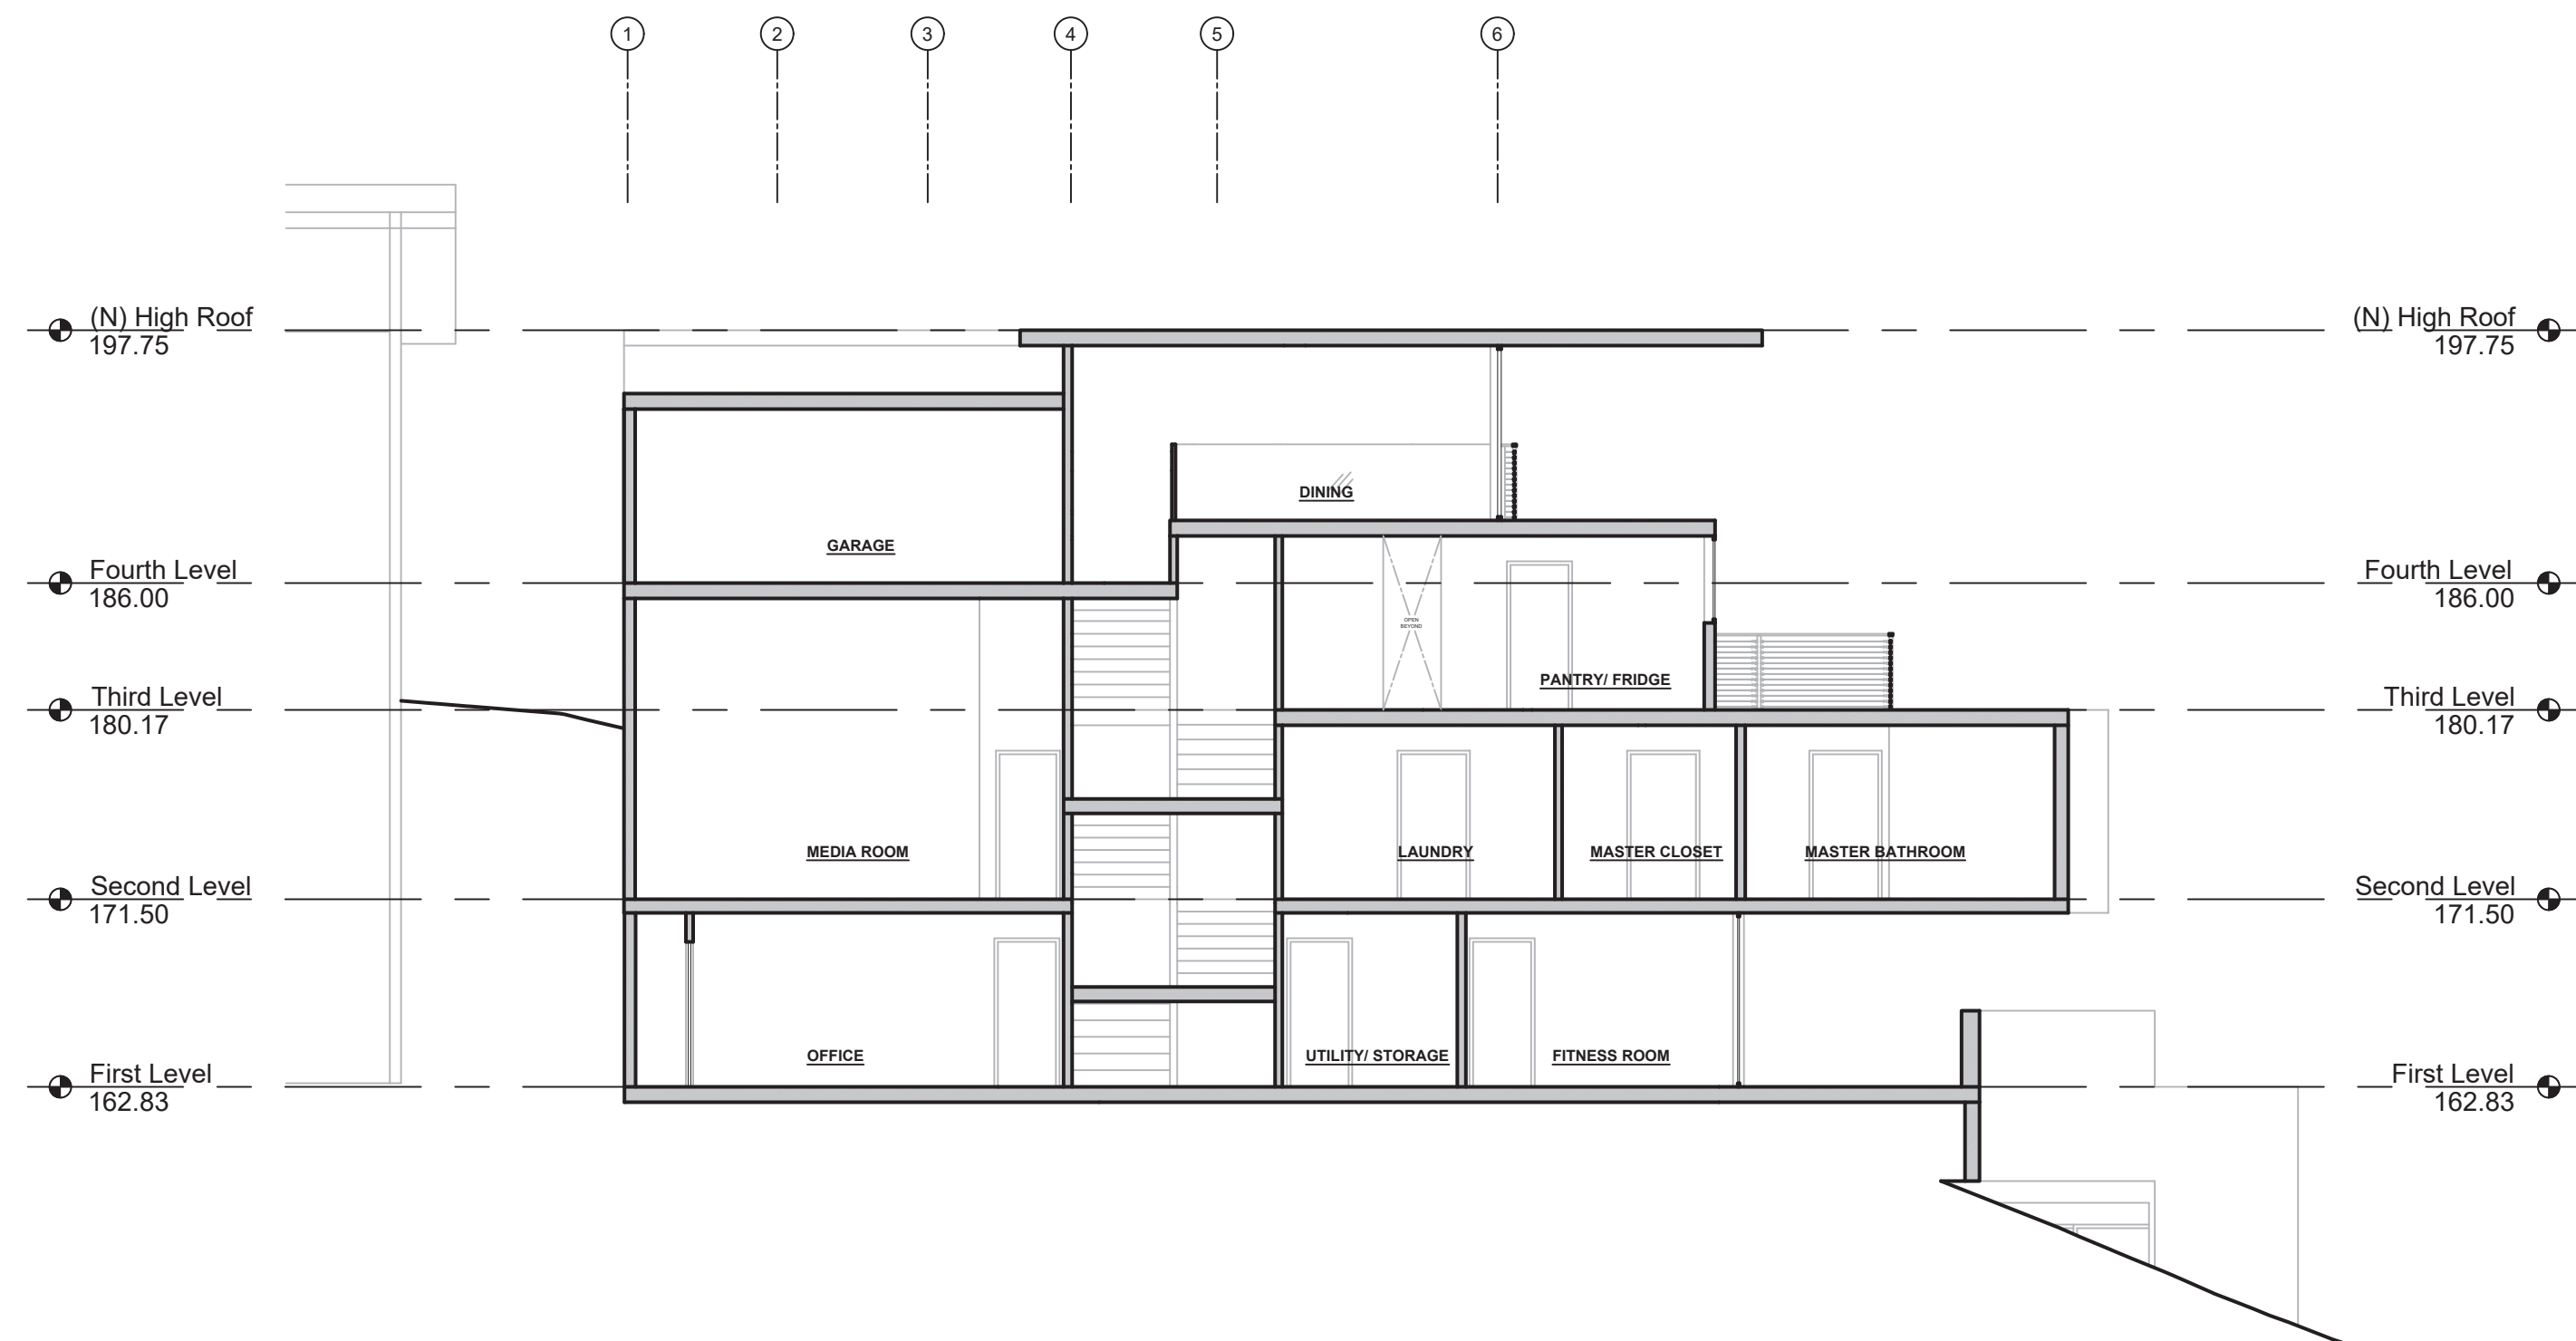 1 2 3 4 5 6
(N) High Roof (N) High Roof
197.75 197.75
DINING
GARAGE
Fourth Level Fourth Level
186.00 186.00
OPEN
BEYOND
PANTRY/ FRIDGE
Third Level Third Level
180.17 180.17
MEDIA ROOM LAUNDRY MASTER CLOSET MASTER BATHROOM
Second Level Second Level
171.50 171.50
OFFICE UTILITY/ STORAGE FITNESS ROOM
First Level First Level
162.83 162.83